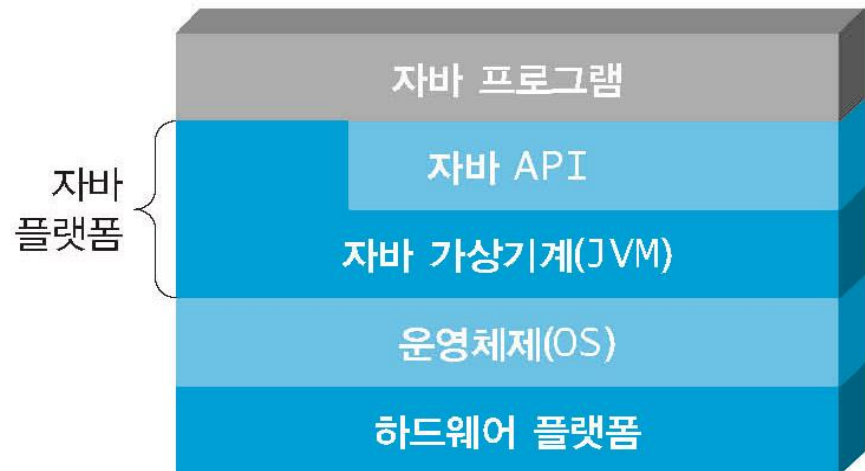 자바 프로그램
자바 API
자바
플랫폼
자바 가상기계(JVM)
운영체제(OS)
하드웨어 플랫폼